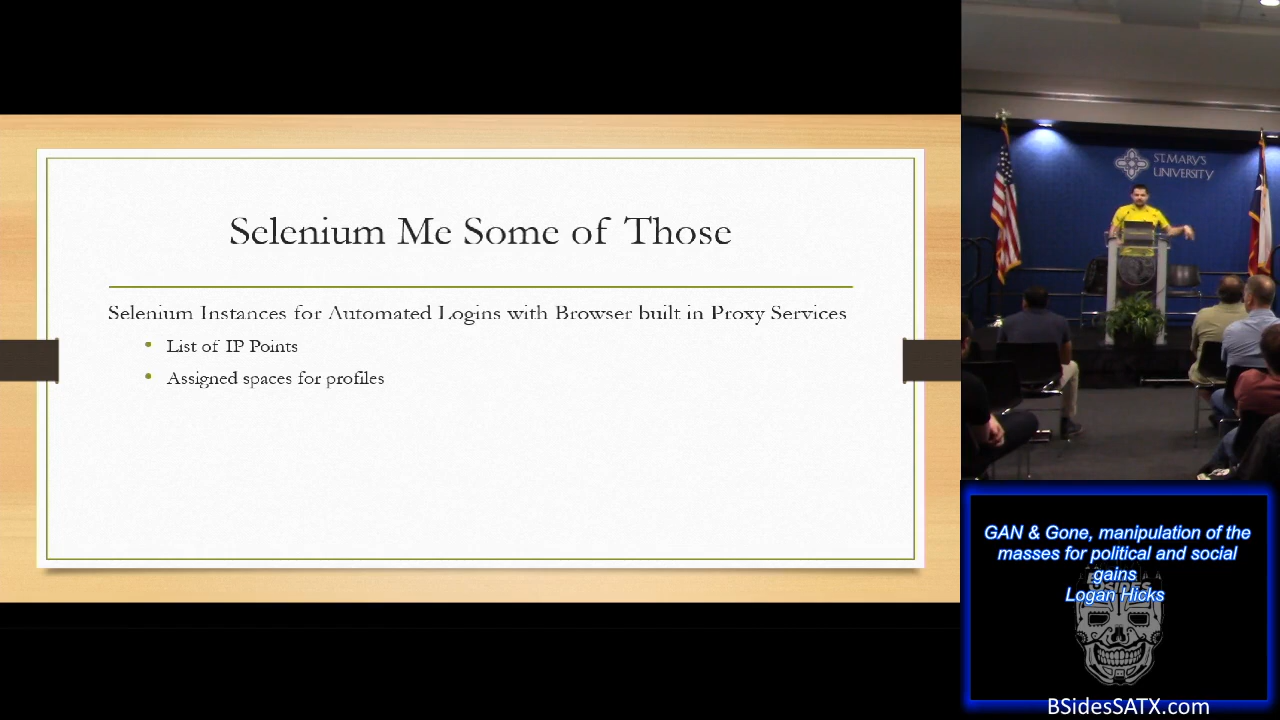 Selenium Me Some of Those
Selenium Instances for Automated Logins with Browser built in Proxy Services
• List of IP Points
• Assigned spaces for profiles
ST.MARY'S
UNIVERSITY
GAN & Gone, manipulation of the
masses for political and social
gains
Logan Hicks
BSIDES
BSidesSATX.com